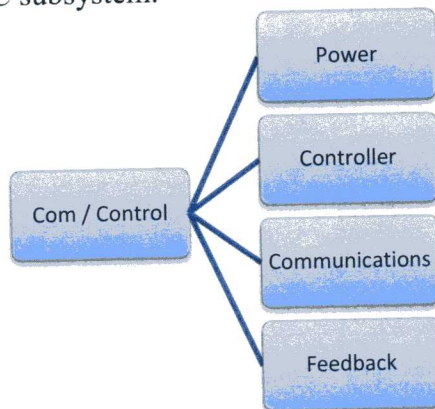 subsystem.
Power
Controller
Com / Control
Communications
Feedback